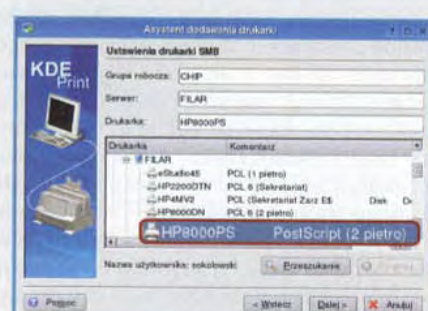 Asystent dodawania drukarki
KDE Print
Ustawienia drukarki SMB
Grupa robocza: CHIP
Serwer: FILAR
Drukarka: HP8000PS
Drukarka Komentarz
FILAR
eStudio45 PCL (1 pietro)
HP2200DTN PCL 6 (Sekretariat)
HP4MV2 PCL (Sekretariat Zarz E$ Disk
HP8000DN PCL 6 (2 pietro)
HP8000PS PostScript (2 pietro)
Nazwa użytkownika: sokolowski Przeszukanie
Pomoc < Wstecz Dalej > Anuluj